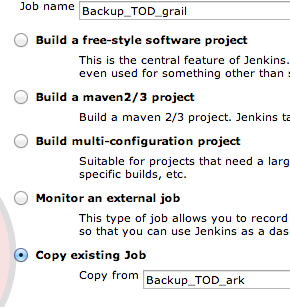 Job name Backup_TOD_grail
Build a free-style software project
This is the central feature of Jenkins.
even used for something other than
Build a maven2/3 project
Build a maven 2/3 project. Jenkins
Build multi-configuration project
Suitable for projects that need a
specific builds, etc.
Monitor an external job
This type of job allows you to record
so that you can use Jenkins as a
Copy existing Job
Copy from Backup_TOD_ark